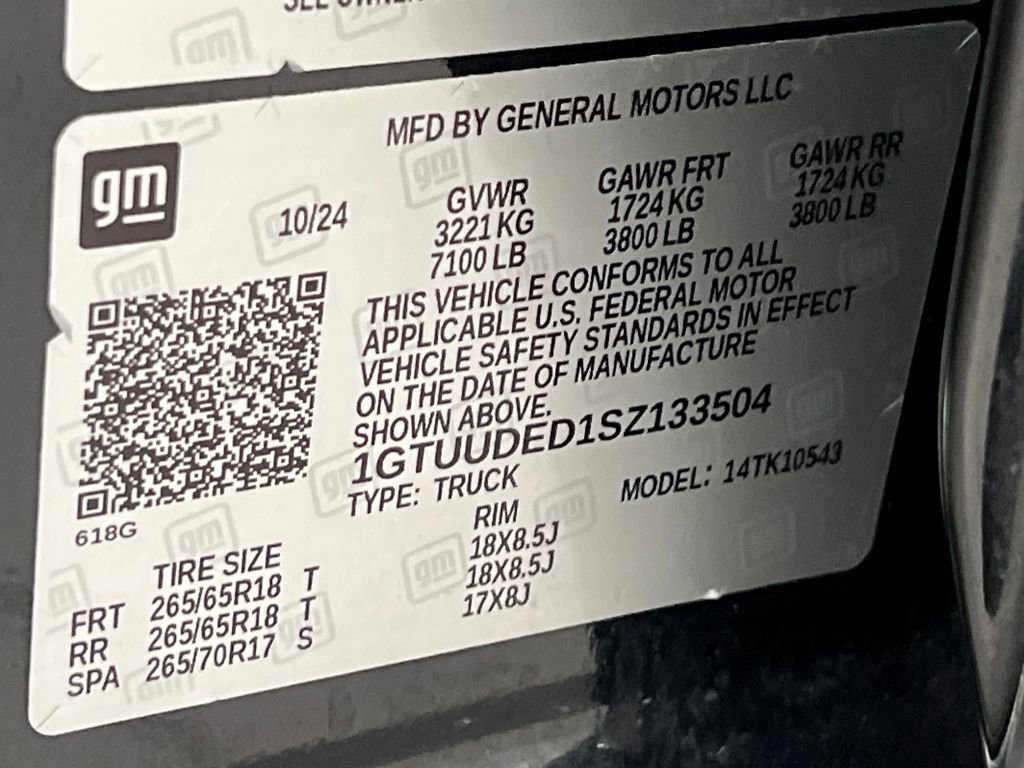 gm
MFD BY GENERAL MOTORS LLC
10/24
GVWR GAWR FRT GAWR RR
3221 KG 1724 KG 1724 KG
7100 LB 3800 LB 3800 LB
THIS VEHICLE CONFORMS TO ALL
APPLICABLE U.S. FEDERAL MOTOR
VEHICLE SAFETY STANDARDS IN EFFECT
ON THE DATE OF MANUFACTURE
SHOWN ABOVE.
1GTUUDED1SZ133504
TYPE: TRUCK MODEL: 14TK10543
618G
TIRE SIZE RIM
FRT 265/65R18 T 18X8.5J
RR 265/65R18 T 18X8.5J
SPA 265/70R17 S 17X8J